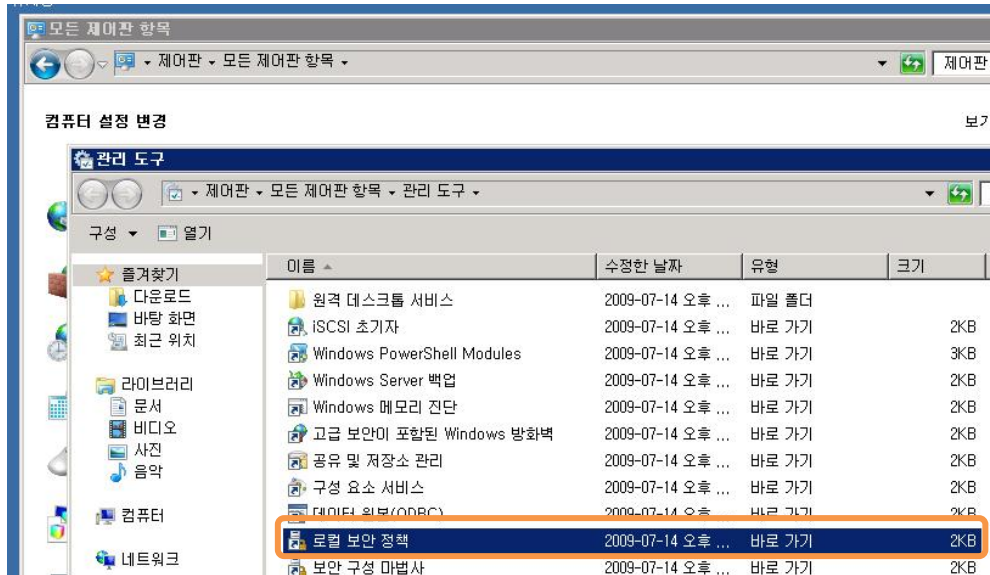 모든 제어판 항목
제어판 모든 제어판 항목
제어판
컴퓨터 설정 변경
보기
관리 도구
제어판 모든 제어판 항목 관리 도구
구성 열기
이름 수정한 날짜 유형 크기
즐겨찾기
다운로드
바탕 화면
최근 위치
라이브러리
문서
비디오
사진
음악
컴퓨터
네트워크
원격 데스크톱 서비스 2009-07-14 오후 ... 파일 폴더
iSCSI 초기자 2009-07-14 오후 ... 바로 가기 2KB
Windows PowerShell Modules 2009-07-14 오후 ... 바로 가기 3KB
Windows Server 백업 2009-07-14 오후 ... 바로 가기 2KB
Windows 메모리 진단 2009-07-14 오후 ... 바로 가기 2KB
고급 보안이 포함된 Windows 방화벽 2009-07-14 오후 ... 바로 가기 2KB
공유 및 저장소 관리 2009-07-14 오후 ... 바로 가기 2KB
구성 요소 서비스 2009-07-14 오후 ... 바로 가기 2KB
데이터 원본(ODBC) 2009-07-14 오후 ... 바로 가기 2KB
로컬 보안 정책 2009-07-14 오후 ... 바로 가기 2KB
보안 구성 마법사 2009-07-14 오후 ... 바로 가기 2KB